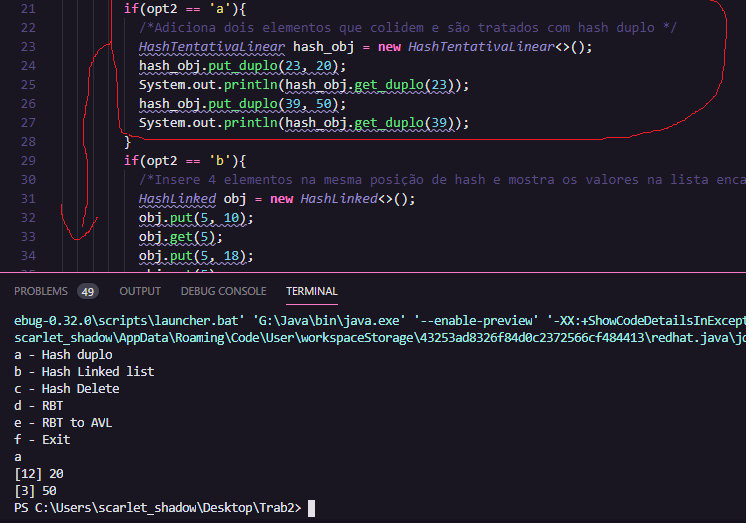 21 if(opt2 == 'a'){
22 /*Adiciona dois elementos que colidem e são tratados com hash duplo */
23 HashTentativaLinear hash_obj = new HashTentativaLinear<>();
24 hash_obj.put_duplo(23, 20);
25 System.out.println(hash_obj.get_duplo(23));
26 hash_obj.put_duplo(39, 50);
27 System.out.println(hash_obj.get_duplo(39));
28 }
29 if(opt2 == 'b'){
30 /*Insere 4 elementos na mesma posição de hash e mostra os valores na lista enca
31 HashLinked obj = new HashLinked<>();
32 obj.put(5, 10);
33 obj.get(5);
34 obj.put(5, 18);
PROBLEMS 49 OUTPUT DEBUG CONSOLE TERMINAL
ebug-0.32.0\scripts\launcher.bat' 'G:\Java\bin\java.exe' '--enable-preview' '-XX:+ShowCodeDetailsInExcept
scarlet_shadow\AppData\Roaming\Code\User\workspaceStorage\43253ad8326f84d0c2372566cf484413\redhat.java\jd
a - Hash duplo
b - Hash Linked list
c - Hash Delete
d - RBT
e - RBT to AVL
f - Exit
a
[12] 20
[3] 50
PS C:\Users\scarlet_shadow\Desktop\Trab2>